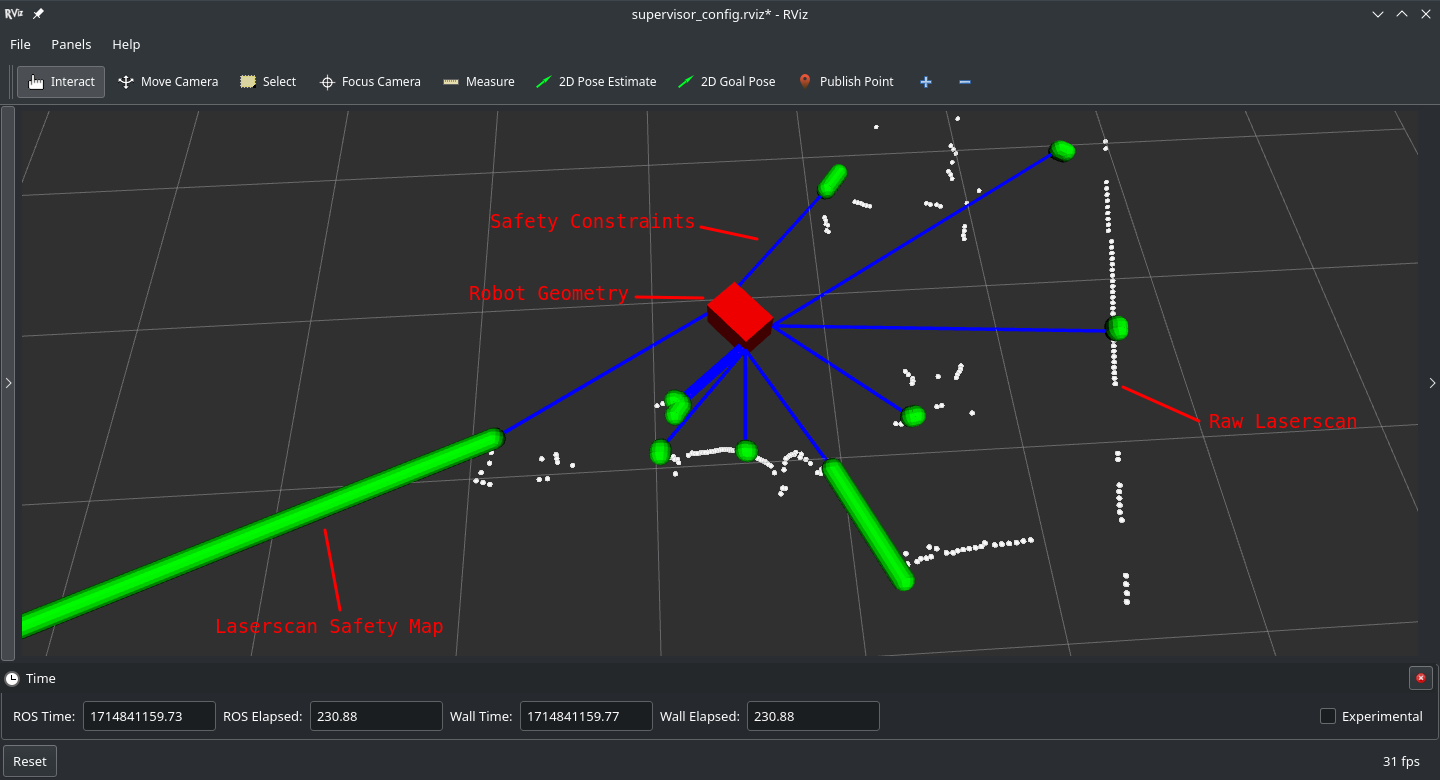 RViz
supervisor_config.rviz* - RViz
File Panels Help
Interact Move Camera Select Focus Camera Measure 2D Pose Estimate 2D Goal Pose Publish Point
Safety Constraints
Robot Geometry
Raw Laserscan
Laserscan Safety Map
Time
ROS Time: 1714841159.73 ROS Elapsed: 230.88 Wall Time: 1714841159.77 Wall Elapsed: 230.88 Experimental
Reset 31 fps